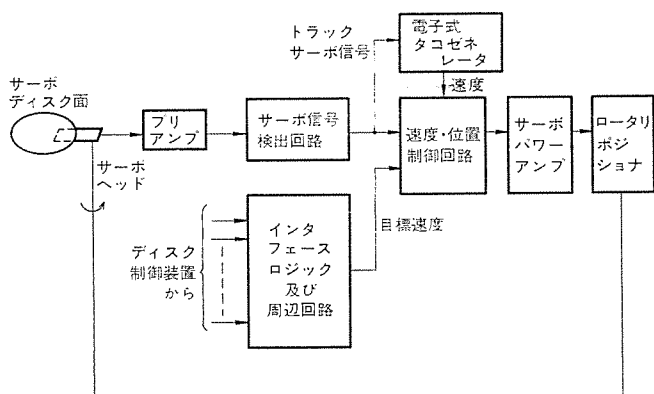 トラック
サーボ信号
電子式
タコゼネ
レータ
速度
サーボ
ディスク面
プリ
アンプ
サーボ信号
検出回路
速度・位置
制御回路
サーボ
パワー
アンプ
ロータリ
ポジ
ショナ
サーボ
ヘッド
目標速度
ディスク
制御装置
から
インタ
フェース
ロジック
及び
周辺回路